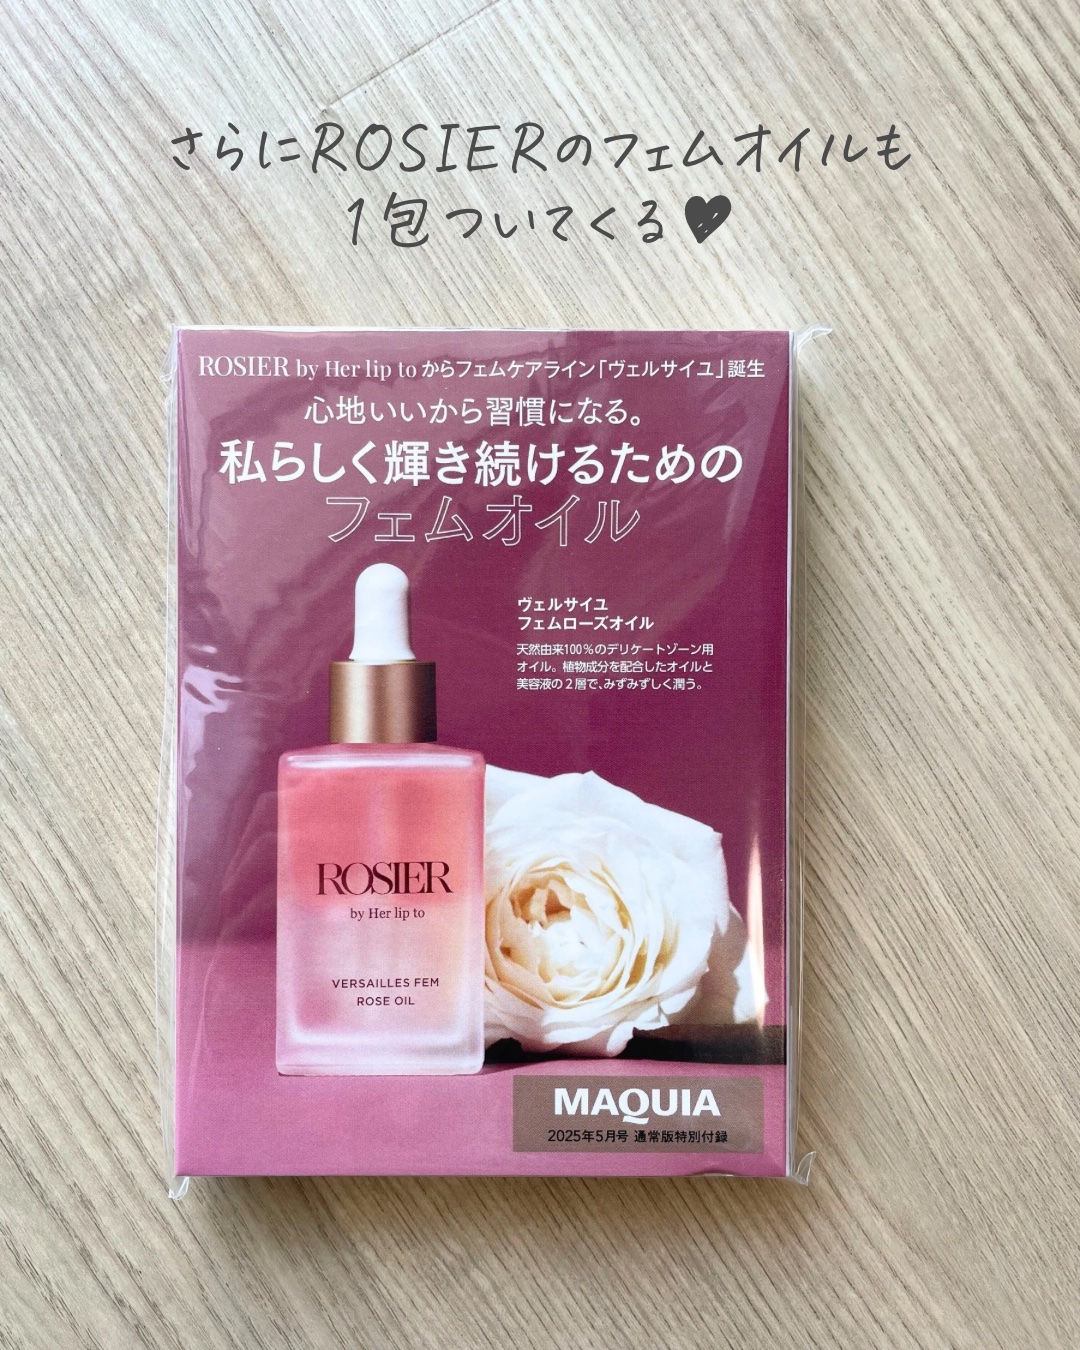 さらにROSIERのフェムオイルも
1包ついてくる♥
ROSIER by Her lip to からフェムケアライン「ヴェルサイユ」誕生
心地いいから習慣になる。
私らしく輝き続けるための
フェムオイル
ヴェルサイユ
フェムローズオイル
天然由来100%のデリケートゾーン用
オイル。植物成分を配合したオイルと
美容液の2層で、みずみずしく潤う。
ROSIER
by Her lip to
VERSAILLES FEM
ROSE OIL
MAQUIA
2025年5月号 通常版特別付録